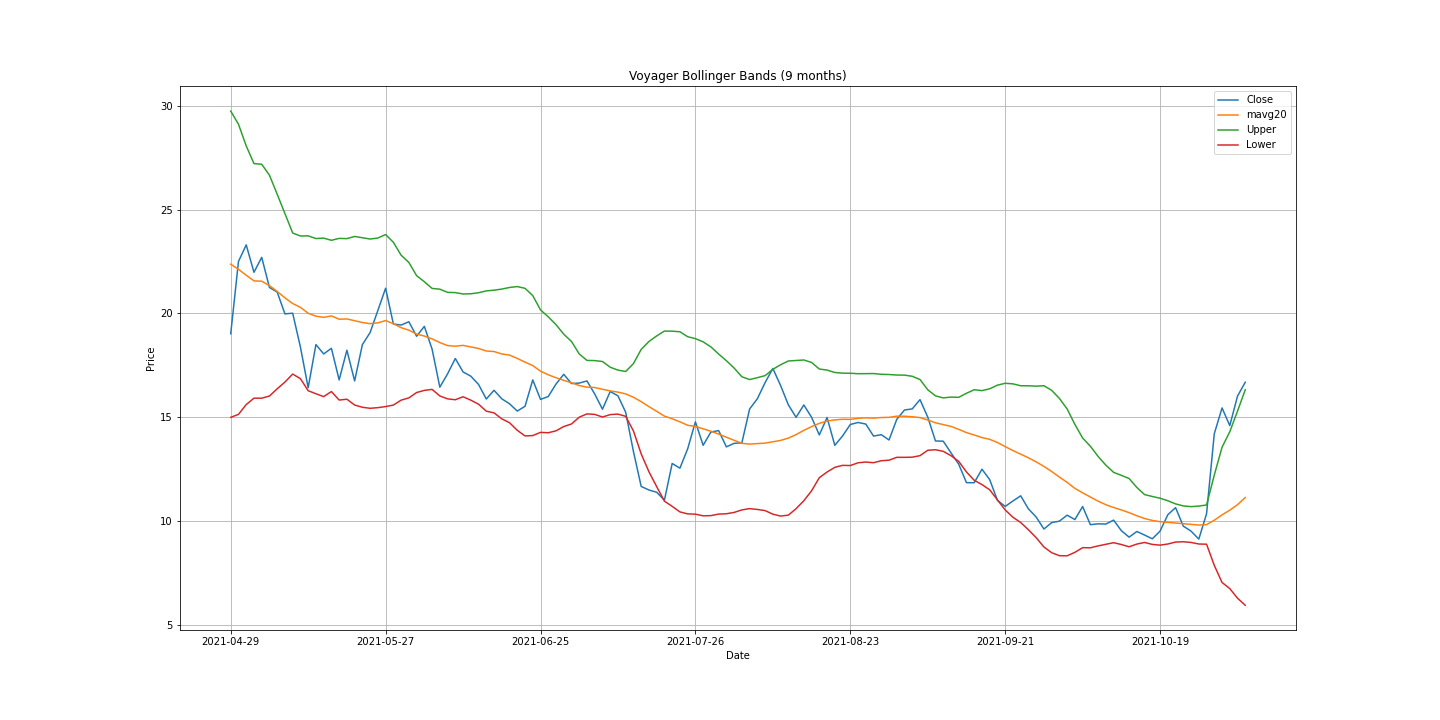 Voyager Bollinger Bands (9 months)
Close
mavg20
Upper
Lower
30
25
20
15
10
5
Price
2021-04-29
2021-05-27
2021-06-25
2021-07-26
2021-08-23
2021-09-21
2021-10-19
Date